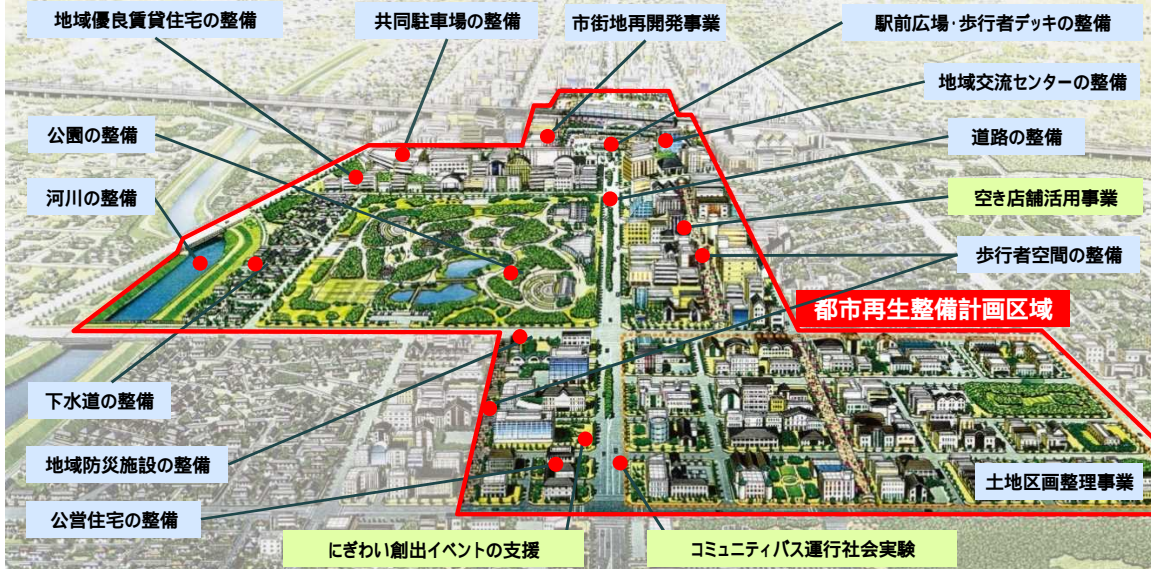 地域優良賃貸住宅の整備
共同駐車場の整備
市街地再開発事業
駅前広場・歩行者デッキの整備
地域交流センターの整備
公園の整備
道路の整備
河川の整備
空き店舗活用事業
歩行者空間の整備
都市再生整備計画区域
下水道の整備
地域防災施設の整備
土地区画整理事業
公営住宅の整備
にぎわい創出イベントの支援
コミュニティバス運行社会実験